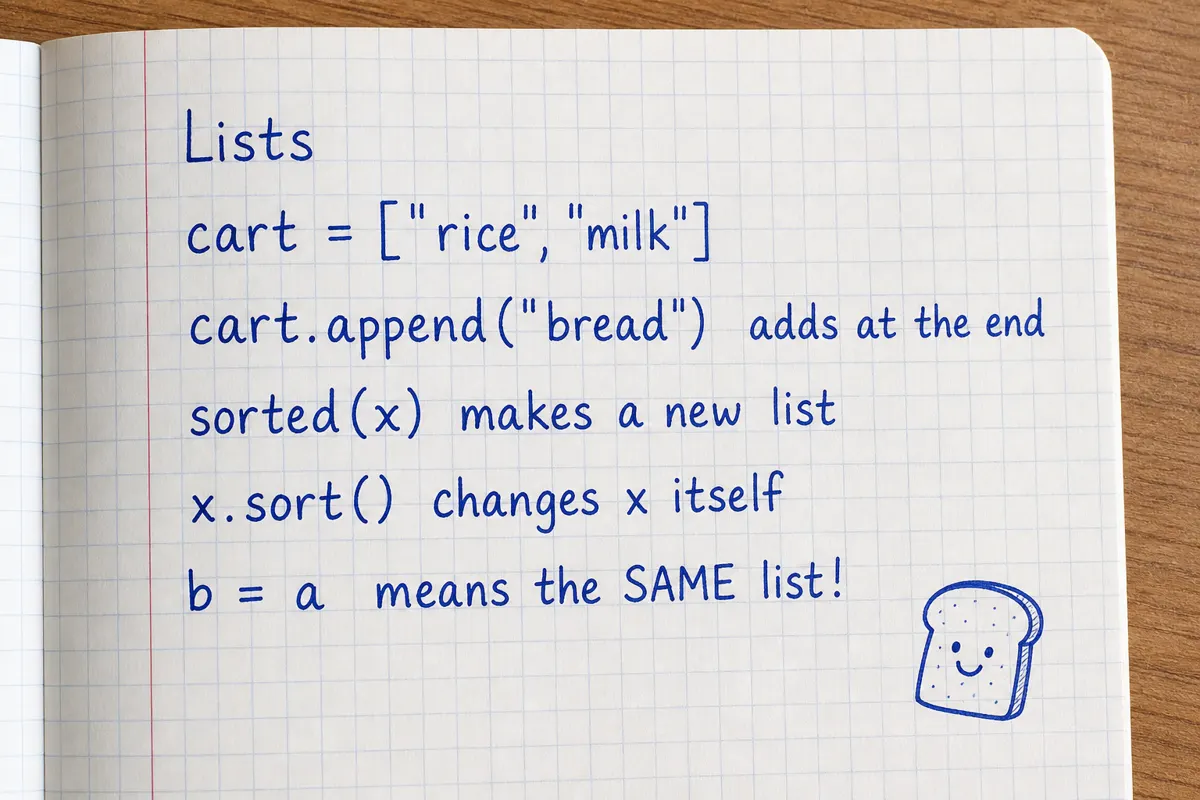 Lists
cart = ["rice", "milk"]
cart.append("bread") adds at the end
sorted(x) makes a new list
x.sort() changes x itself
b = a means the SAME list!